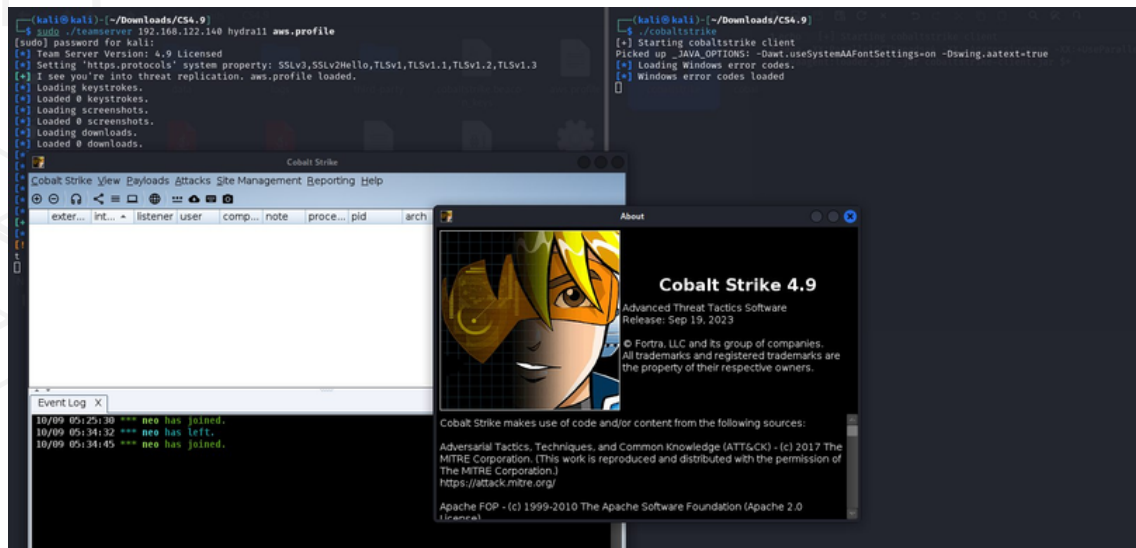 (kali㉿kali)-[~/Downloads/CS4.9]
$ sudo ./teamserver 192.168.122.140 hydra11 aws.profile
[sudo] password for kali:
[*] Team Server Version: 4.9 Licensed
[*] Setting 'https.protocols' system property: SSLv3,SSLv2Hello,TLSv1,TLSv1.1,TLSv1.2,TLSv1.3
[+] I see you're into threat replication. aws.profile loaded.
[*] Loading keystrokes.
[*] Loaded 0 keystrokes.
[*] Loading screenshots.
[*] Loaded 0 screenshots.
[*] Loading downloads.
[*] Loaded 0 downloads.
(kali㉿kali)-[~/Downloads/CS4.9]
$ ./cobaltstrike
[+] Starting cobaltstrike client
Picked up _JAVA_OPTIONS: -Dawt.useSystemAAFontSettings=on -Dswing.aatext=true
[*] Loading Windows error codes.
[*] Windows error codes loaded
Cobalt Strike
Cobalt Strike View Payloads Attacks Site Management Reporting Help
exter... int... listener user comp... note proce... pid arch
Event Log X
10/09 05:25:30 *** neo has joined.
10/09 05:34:32 *** neo has left.
10/09 05:34:45 *** neo has joined.
About
Cobalt Strike 4.9
Advanced Threat Tactics Software
Release: Sep 19, 2023
© Fortra, LLC and its group of companies.
All trademarks and registered trademarks are
the property of their respective owners.
Cobalt Strike makes use of code and/or content from the following sources:
Adversarial Tactics, Techniques, and Common Knowledge (ATT&CK) - (c) 2017 The
MITRE Corporation. (This work is reproduced and distributed with the permission of
The MITRE Corporation.)
https://attack.mitre.org/
Apache FOP - (c) 1999-2010 The Apache Software Foundation (Apache 2.0
License)